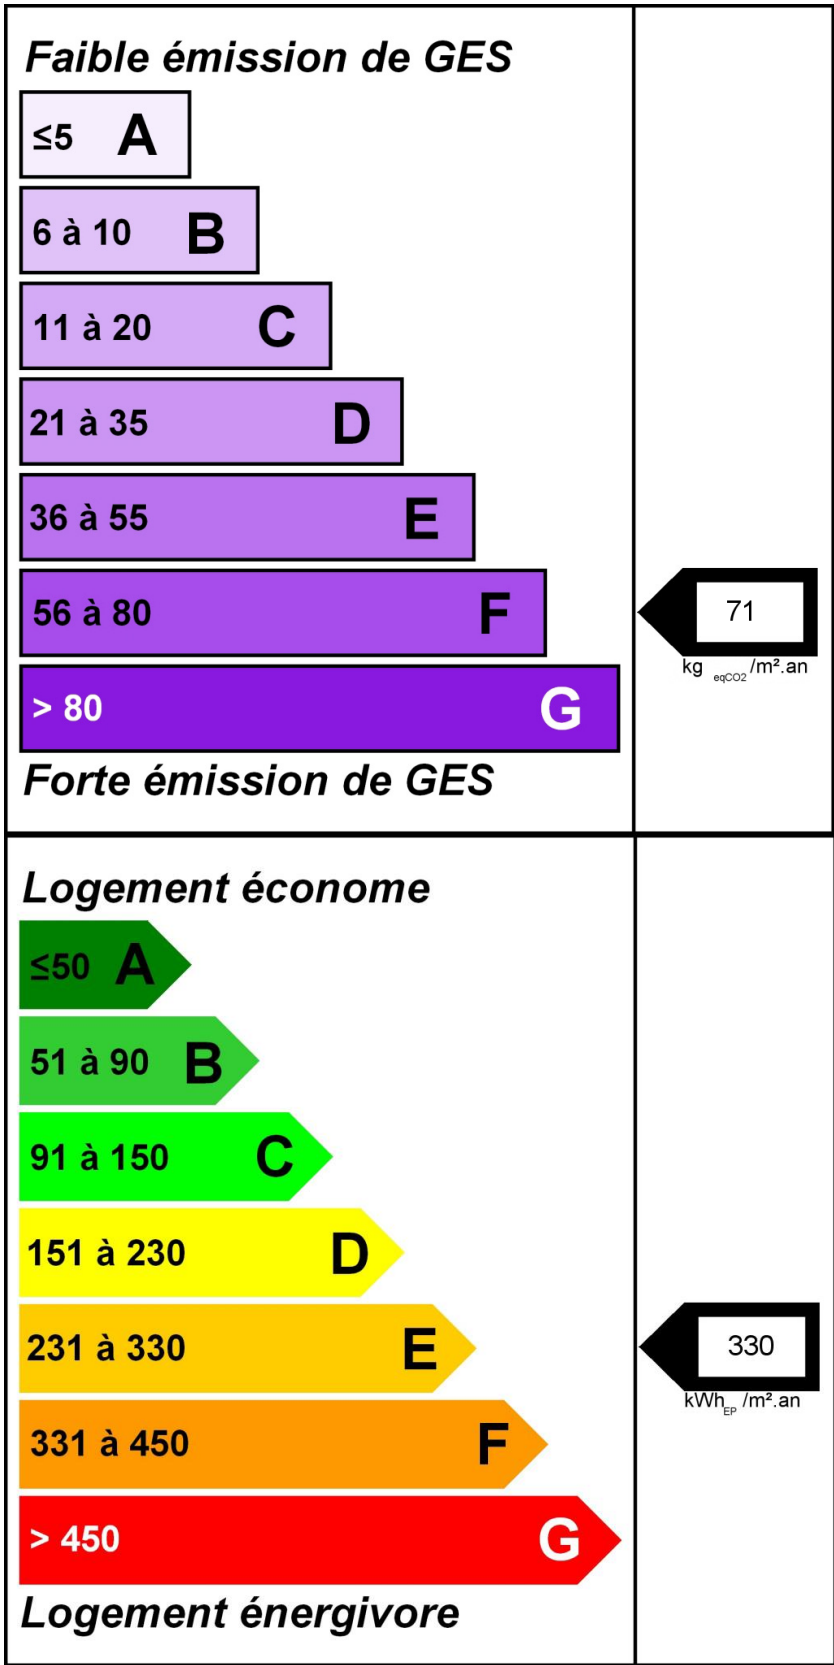 Faible émission de GES
≤5 A
6 à 10 B
11 à 20 C
21 à 35 D
36 à 55 E
56 à 80 F
71
kg eqCO2 /m².an
> 80 G
Forte émission de GES
Logement économe
≤50 A
51 à 90 B
91 à 150 C
151 à 230 D
231 à 330 E
330
kWh EP /m².an
331 à 450 F
> 450 G
Logement énergivore